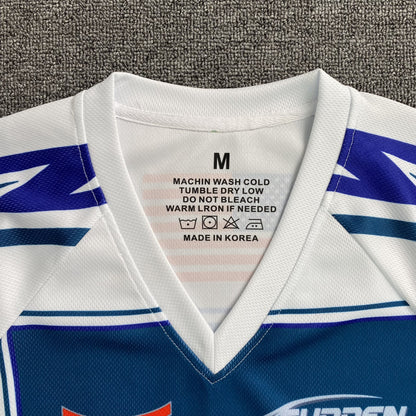 M
MACHIN WASH COLD
TUMBLE DRY LOW
DO NOT BLEACH
WARM LRON IF NEEDED
MADE IN KOREA